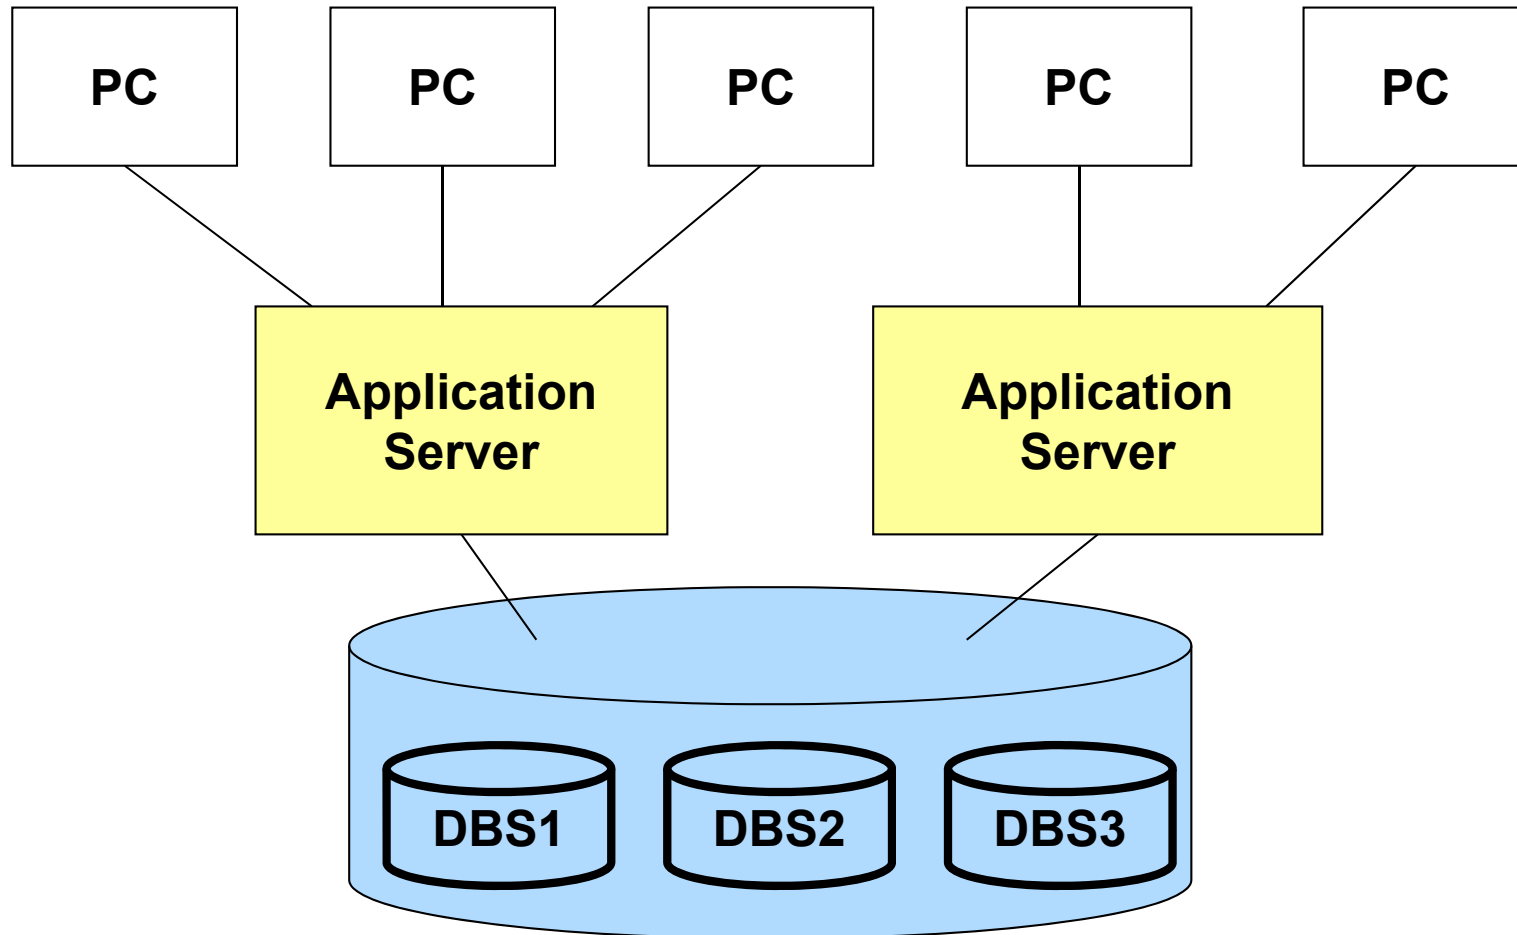 PC
PC
PC
PC
PC
Application
Server
Application
Server
DBS1
DBS2
DBS3